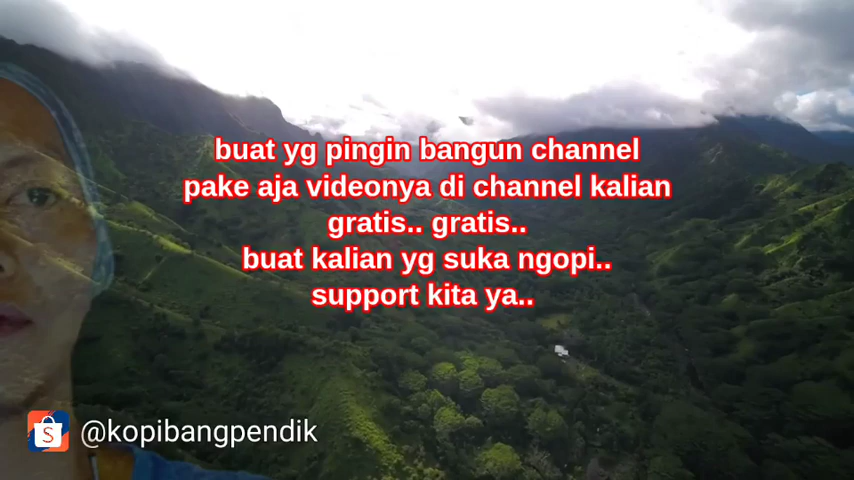 buat yg pingin bangun channel
pake aja videonya di channel kalian
gratis.. gratis..
buat kalian yg suka ngopi..
support kita ya..
@kopibangpendik